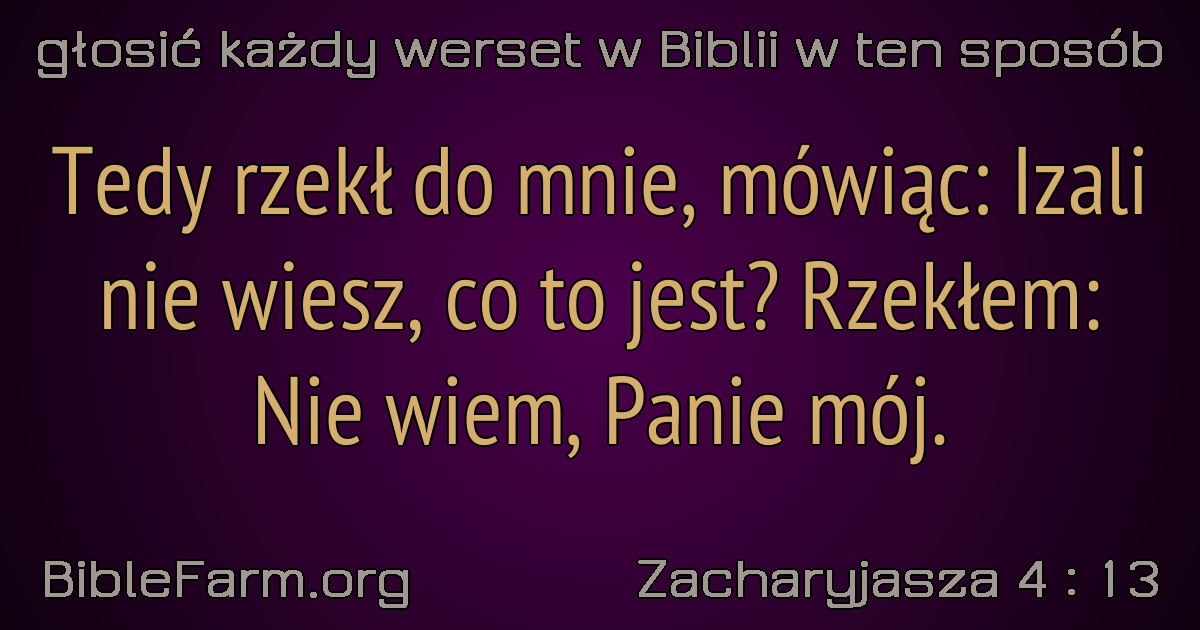 głosić każdy werset w Biblii w ten sposób
Tedy rzekł do mnie, mówiąc: Izali
nie wiesz, co to jest? Rzekłem:
Nie wiem, Panie mój.
BibleFarm.org
Zacharyjasza 4 : 13